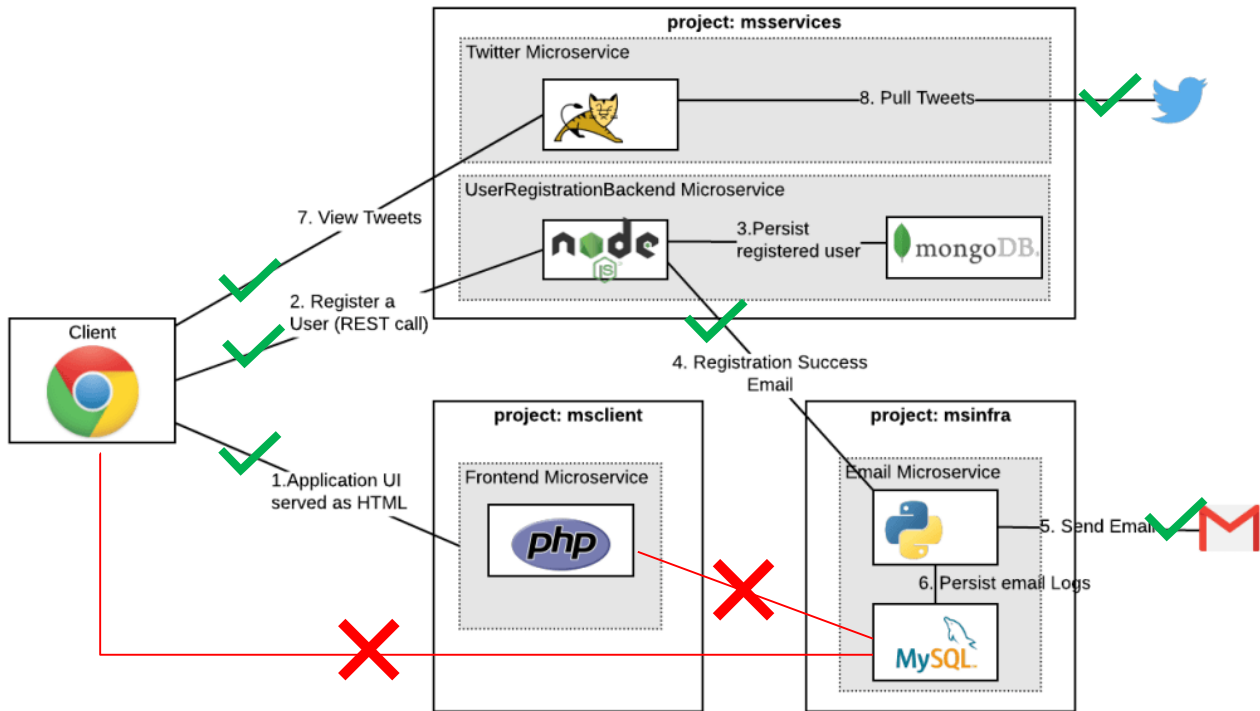 project: msservices
Twitter Microservice
8. Pull Tweets
UserRegistrationBackend Microservice
7. View Tweets
node
JS
3.Persist
registered user
mongoDB
2. Register a
User (REST call)
Client
4. Registration Success
Email
project: msclient
project: msinfra
Frontend Microservice
Email Microservice
1.Application UI
served as HTML
php
5. Send Email
6. Persist email Logs
MySQL